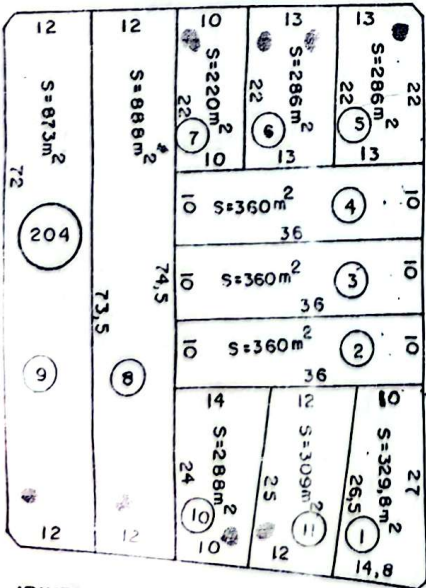 12 12 10 13 13
S=873m² 72
204
9
12
S=888m² 74,5
73,5
8
12
S=220m² 22
7
10
S=286m² 22
6
13
S=286m² 22 22
5
13
10 S=360m² 4 10
36
10 S=360m² 3 10
36
10 S=360m² 2 10
36
14 12 10
S=288m² 24
10
10
S=309m² 25
11
12
S=329,8m² 26,5 27
1
14,8